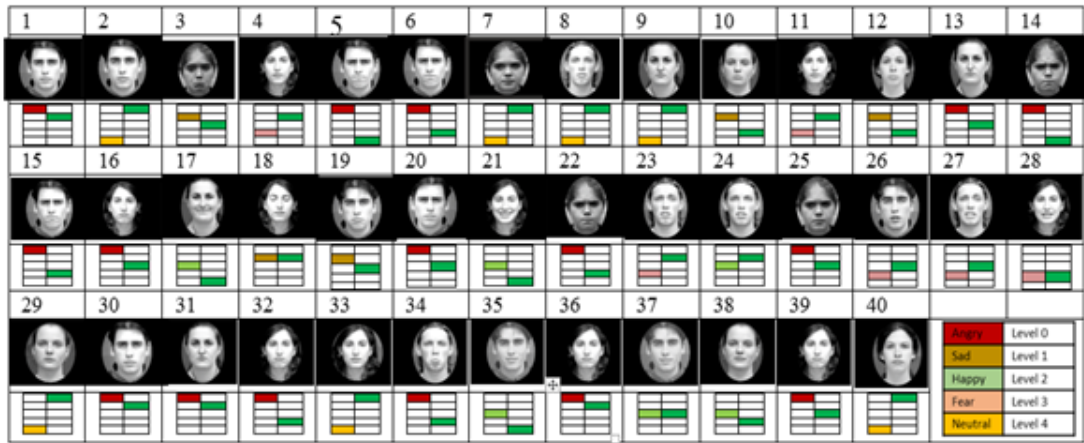 1 2 3 4 5 6 7 8 9 10 11 12 13 14
15 16 17 18 19 20 21 22 23 24 25 26 27 28
29 30 31 32 33 34 35 36 37 38 39 40
Angry Level 0
Sad Level 1
Happy Level 2
Fear Level 3
Neutral Level 4